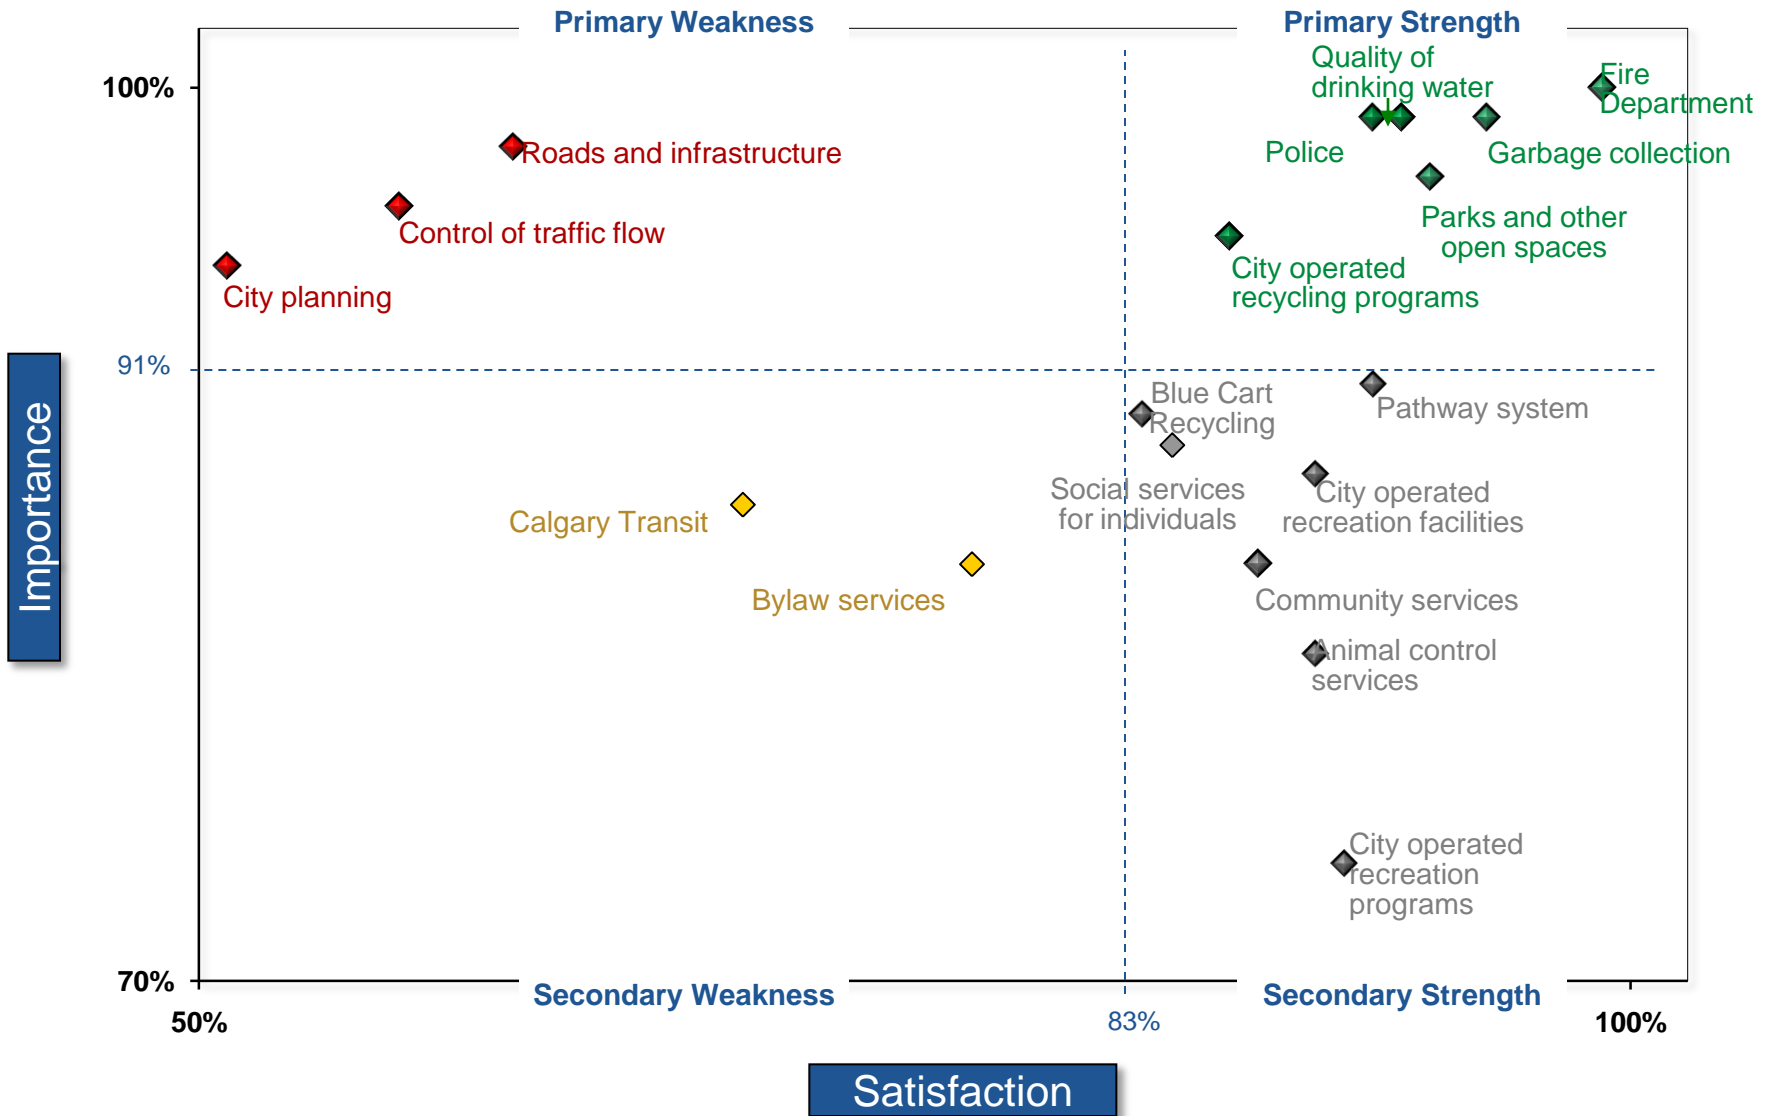 Primary Weakness
Primary Strength
Quality of
drinking water
Fire
Department
100%
Roads and infrastructure
Police
Garbage collection
Control of traffic flow
Parks and other
open spaces
City planning
City operated
recycling programs
91%
Blue Cart
Recycling
Pathway system
Importance
Social services
for individuals
City operated
recreation facilities
Calgary Transit
Bylaw services
Community services
Animal control
services
City operated
recreation
programs
70%
Secondary Weakness
Secondary Strength
50%
83%
100%
Satisfaction